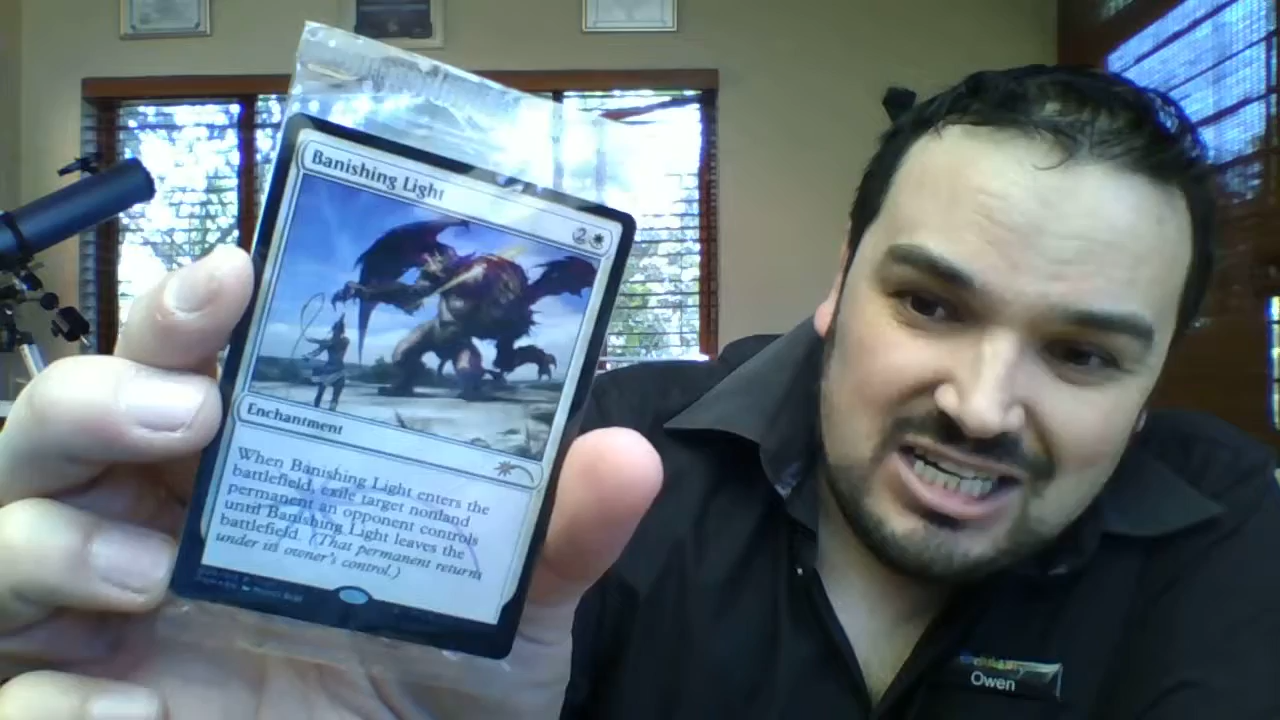 Banishing Light
2
Enchantment
When Banishing Light enters the
battlefield, exile target nonland
permanent an opponent controls
until Banishing Light leaves the
battlefield. (That permanent returns
under its owner's control.)
Owen